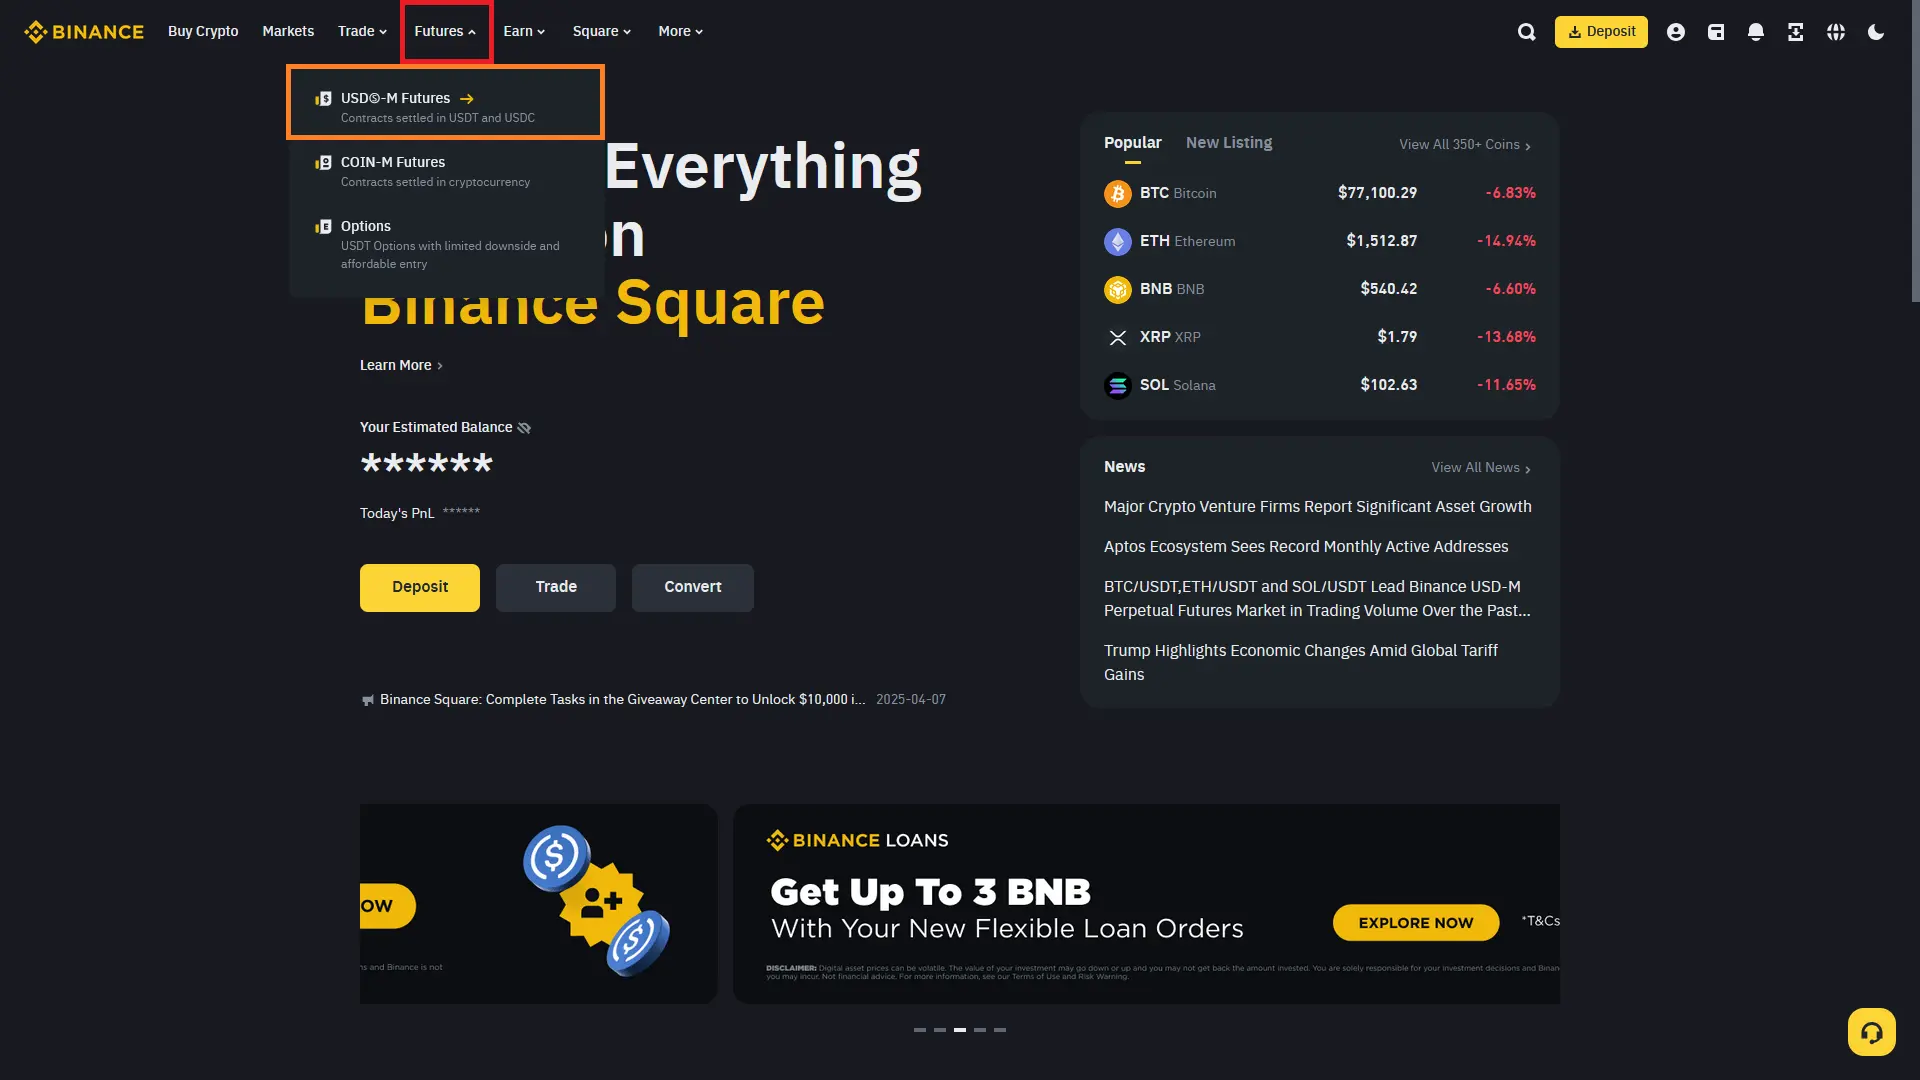 BINANCE
Buy Crypto
Markets
Trade
Futures
Earn
Square
More
Deposit
USDⓈ-M Futures →
Contracts settled in USDT and USDC
COIN-M Futures
Contracts settled in cryptocurrency
Options
USDT Options with limited downside and
affordable entry
Everything
on
Binance Square
Learn More
Your Estimated Balance
******
Today's PnL ******
Deposit
Trade
Convert
Binance Square: Complete Tasks in the Giveaway Center to Unlock $10,000 i... 2025-04-07
Popular
New Listing
View All 350+ Coins
BTC Bitcoin $77,100.29 -6.83%
ETH Ethereum $1,512.87 -14.94%
BNB BNB $540.42 -6.60%
XRP XRP $1.79 -13.68%
SOL Solana $102.63 -11.65%
News
View All News
Major Crypto Venture Firms Report Significant Asset Growth
Aptos Ecosystem Sees Record Monthly Active Addresses
BTC/USDT,ETH/USDT and SOL/USDT Lead Binance USD-M
Perpetual Futures Market in Trading Volume Over the Past...
Trump Highlights Economic Changes Amid Global Tariff
Gains
OW
ns and Binance is not
BINANCE LOANS
Get Up To 3 BNB
With Your New Flexible Loan Orders
EXPLORE NOW
*T&Cs
DISCLAIMER: Digital asset prices can be volatile. The value of your investment may go down or up and you may not get back the amount invested. You are solely responsible for your investment decisions and Binan
you may incur. Not financial advice. For more information, see our Terms of Use and Risk Warning.